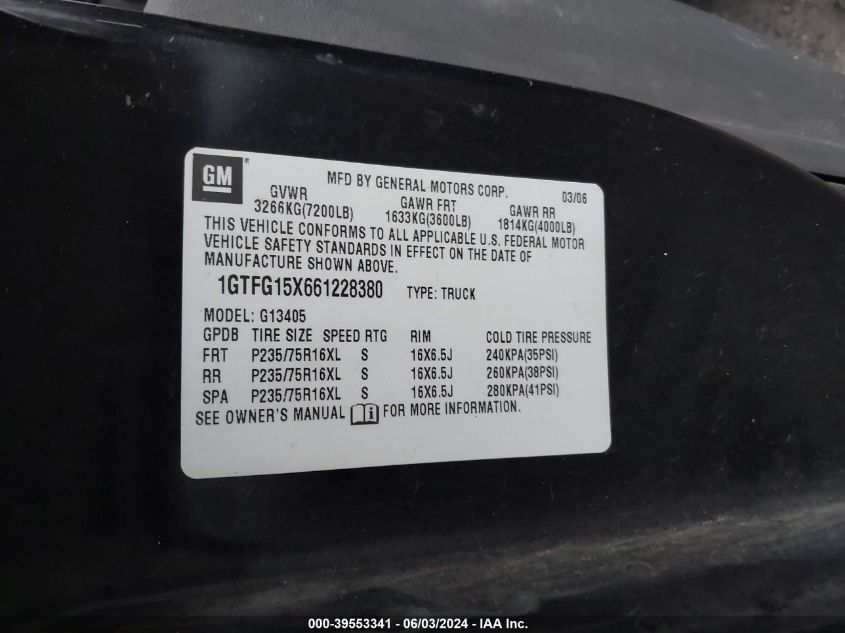 GM
MFD BY GENERAL MOTORS CORP. 03/06
GVWR GAWR FRT GAWR RR
3266KG(7200LB) 1633KG(3600LB) 1814KG(4000LB)
THIS VEHICLE CONFORMS TO ALL APPLICABLE U.S. FEDERAL MOTOR
VEHICLE SAFETY STANDARDS IN EFFECT ON THE DATE OF
MANUFACTURE SHOWN ABOVE.
1GTFG15X661228380 TYPE: TRUCK
MODEL: G13405
GPDB TIRE SIZE SPEED RTG RIM COLD TIRE PRESSURE
FRT P235/75R16XL S 16X6.5J 240KPA(35PSI)
RR P235/75R16XL S 16X6.5J 260KPA(38PSI)
SPA P235/75R16XL S 16X6.5J 280KPA(41PSI)
SEE OWNER'S MANUAL FOR MORE INFORMATION.
000-39553341 - 06/03/2024 - IAA Inc.